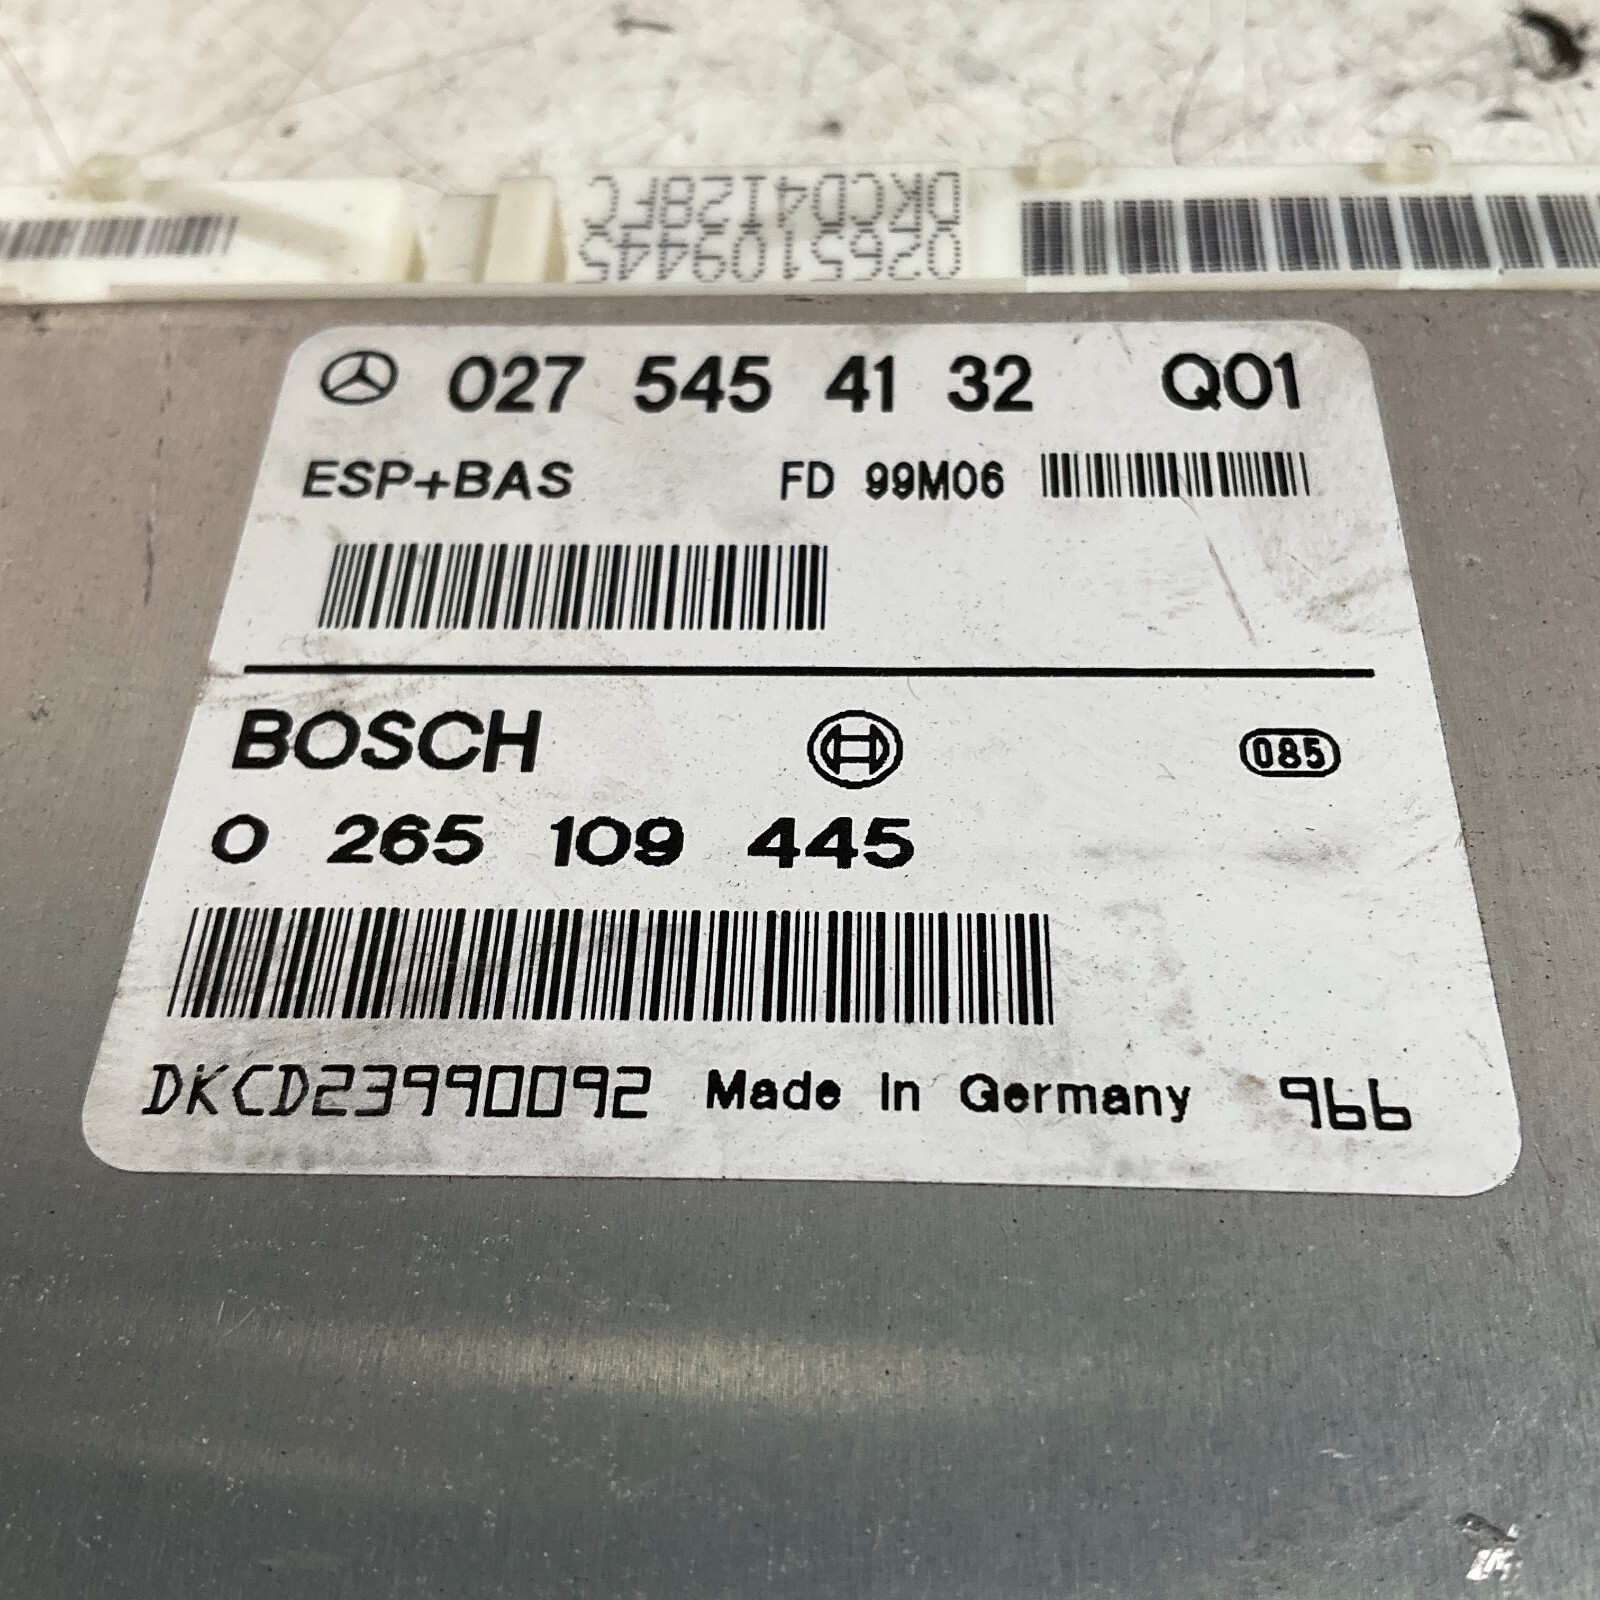 DKCD4I28FC
0265109445
027 545 41 32 Q01
ESP+BAS FD 99M06
BOSCH 085
0 265 109 445
DKCD23990092 Made In Germany 966